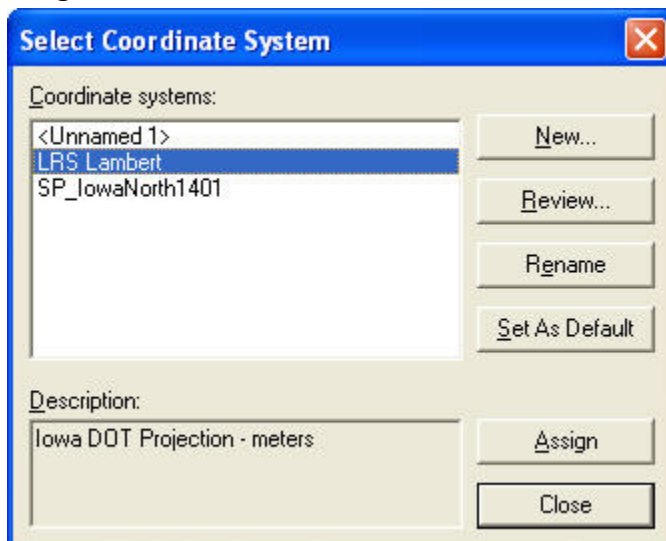 Select Coordinate System
Coordinate systems:
<Unnamed 1>
LRS Lambert
SP_IowaNorth1401
New...
Review...
Rename
Set As Default
Description:
Iowa DOT Projection - meters
Assign
Close